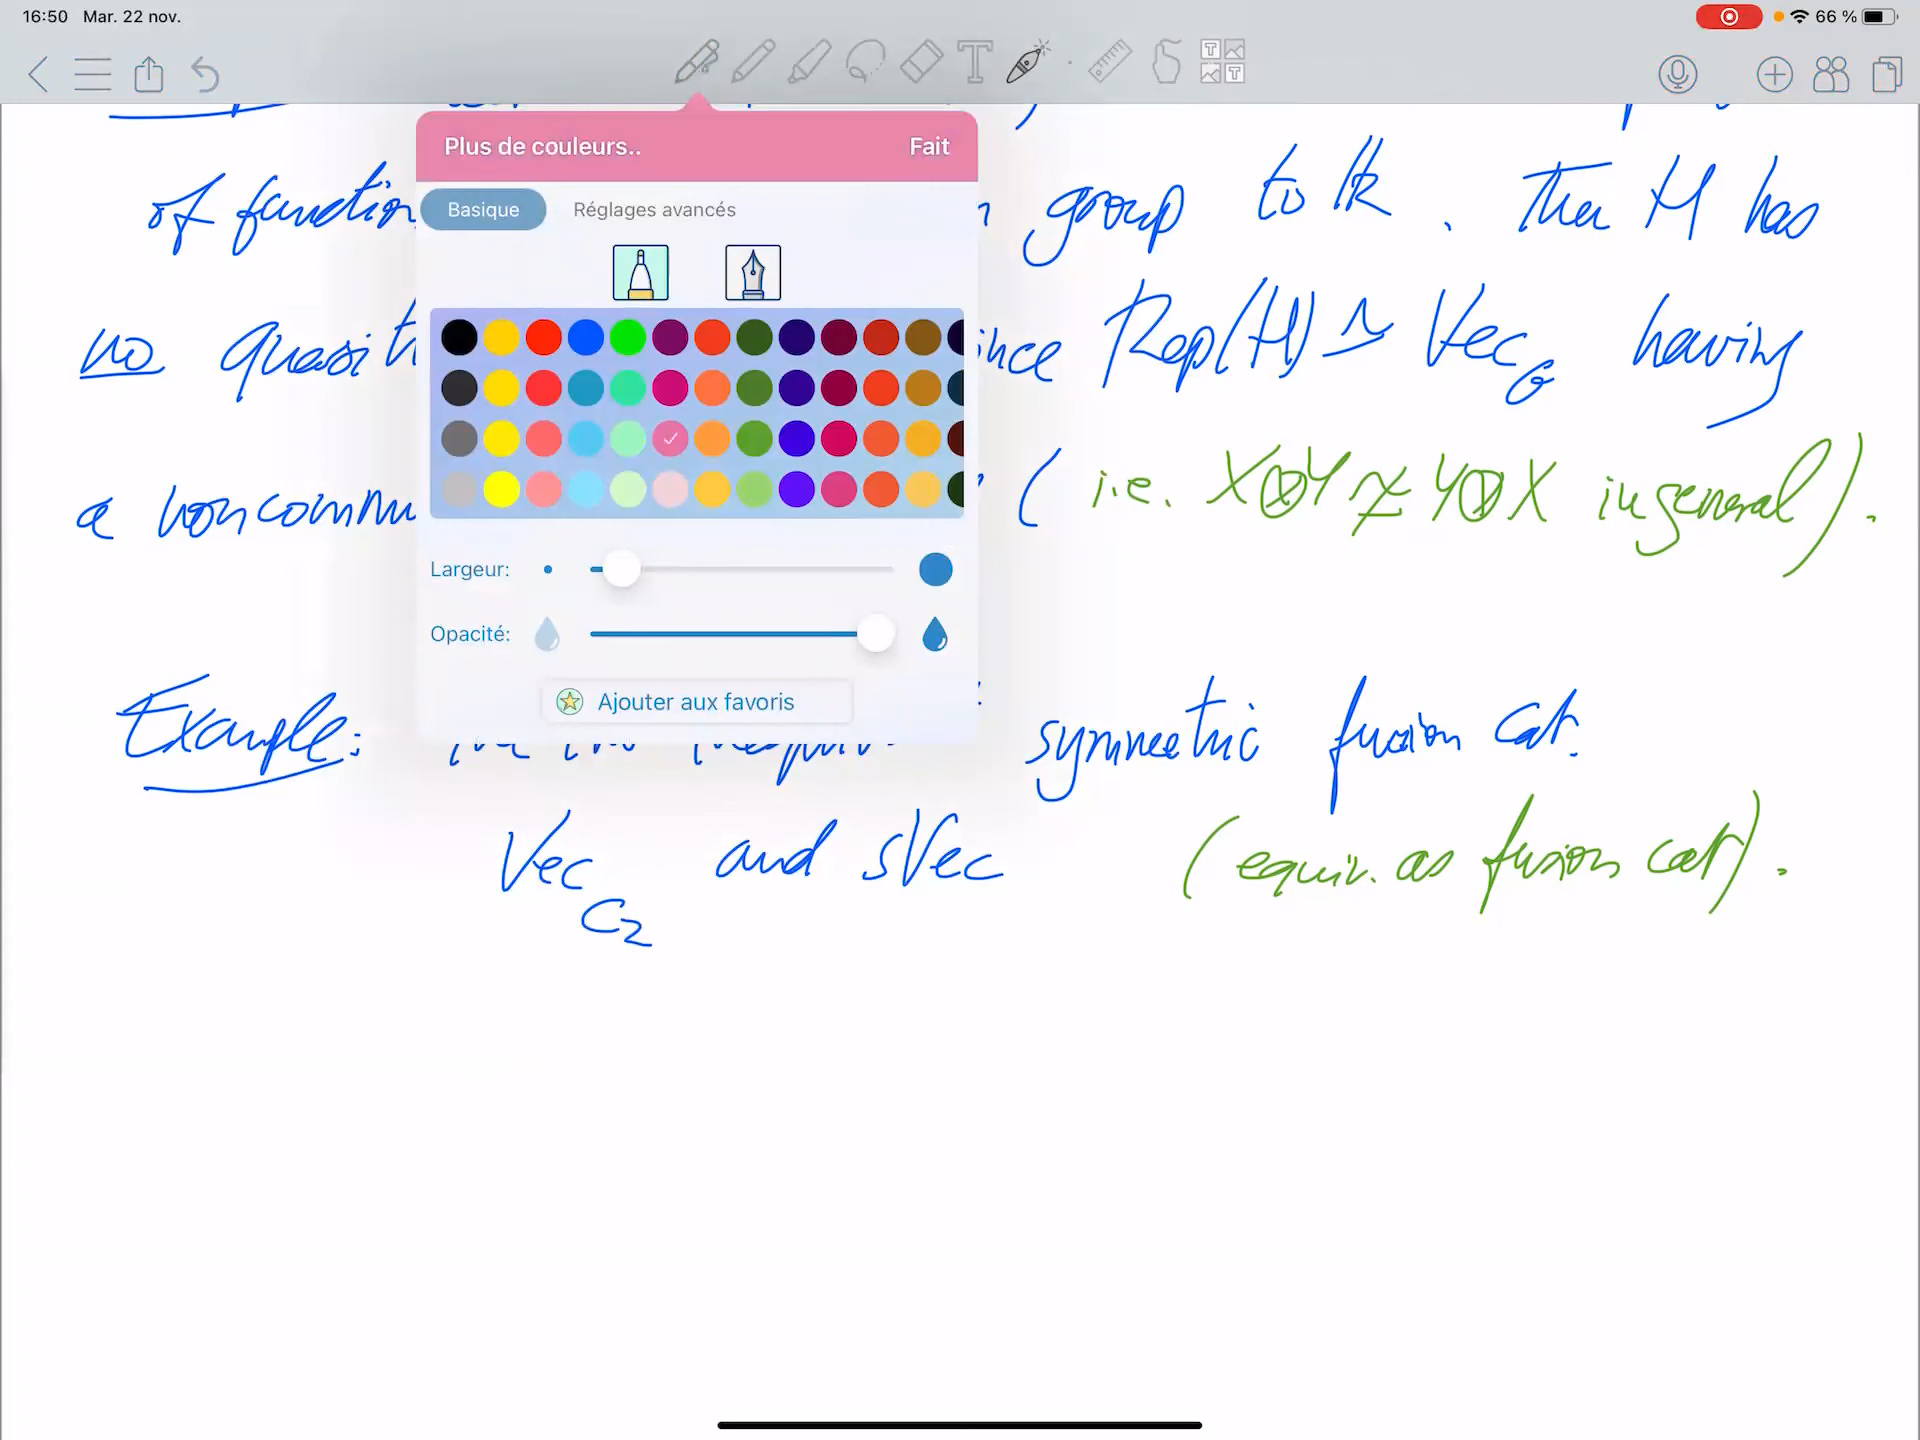 16:50 Mar. 22 nov. 66 %
Plus de couleurs.. Fait
Basique Réglages avancés
Largeur:
Opacité:
Ajouter aux favoris
of function group to k . Then H has
no quasit Rep(H) ≃ Vec_G having
a noncommu ( i.e. X⊗Y ≄ Y⊗X in general ) .
Example: symmetric fusion cat.
Vec_C2 and sVec (equiv. as fusion cat) .